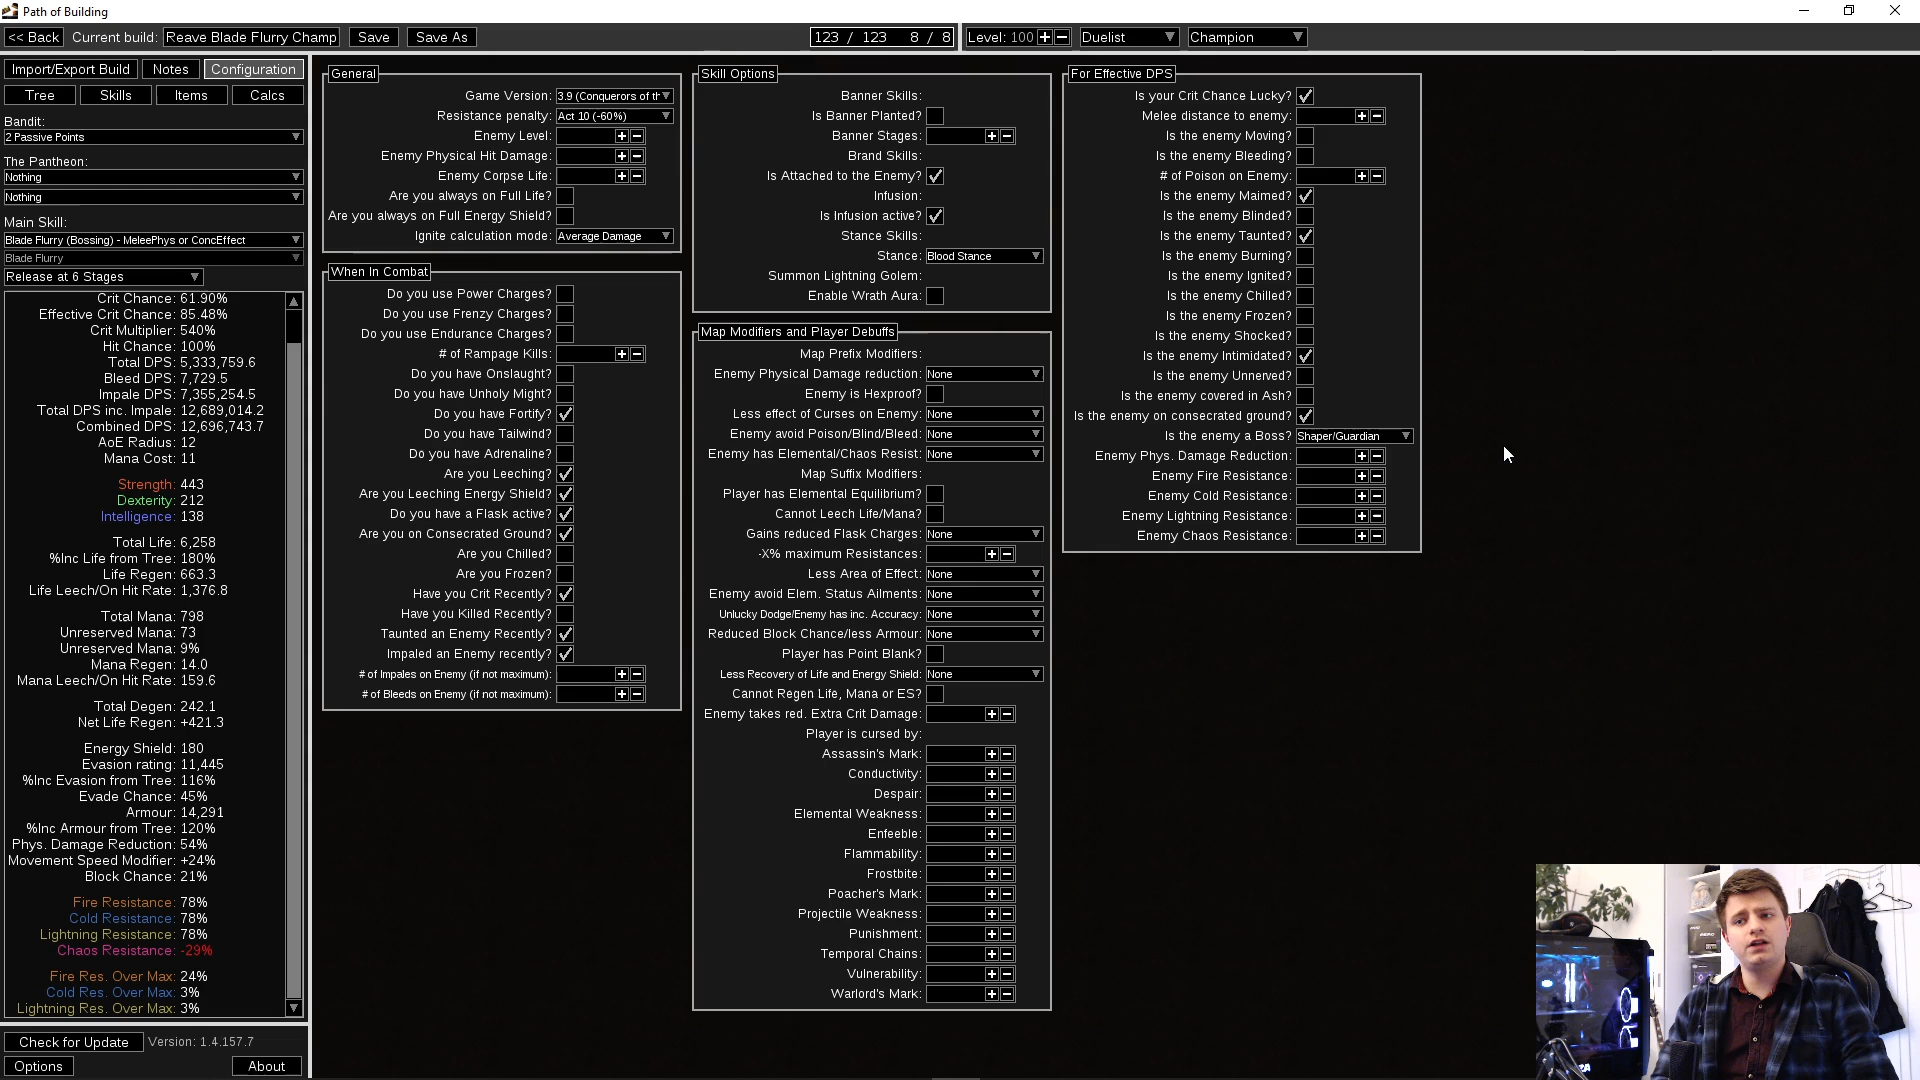 Path of Building
<< Back Current build: Reave Blade Flurry Champ Save Save As 123 / 123 8 / 8 Level: 100 Duelist Champion
Import/Export Build Notes Configuration
Tree Skills Items Calcs
Bandit:
2 Passive Points
The Pantheon:
Nothing
Nothing
Main Skill:
Blade Flurry (Bossing) - MeleePhys or ConcEffect
Blade Flurry
Release at 6 Stages
Crit Chance: 61.90%
Effective Crit Chance: 85.48%
Crit Multiplier: 540%
Hit Chance: 100%
Total DPS: 5,333,759.6
Bleed DPS: 7,729.5
Impale DPS: 7,355,254.5
Total DPS inc. Impale: 12,689,014.2
Combined DPS: 12,696,743.7
AoE Radius: 12
Mana Cost: 11
Strength: 443
Dexterity: 212
Intelligence: 138
Total Life: 6,258
%Inc Life from Tree: 180%
Life Regen: 663.3
Life Leech/On Hit Rate: 1,376.8
Total Mana: 798
Unreserved Mana: 73
Unreserved Mana: 9%
Mana Regen: 14.0
Mana Leech/On Hit Rate: 159.6
Total Degen: 242.1
Net Life Regen: +421.3
Energy Shield: 180
Evasion rating: 11,445
%Inc Evasion from Tree: 116%
Evade Chance: 45%
Armour: 14,291
%Inc Armour from Tree: 120%
Phys. Damage Reduction: 54%
Movement Speed Modifier: +24%
Block Chance: 21%
Fire Resistance: 78%
Cold Resistance: 78%
Lightning Resistance: 78%
Chaos Resistance: -29%
Fire Res. Over Max: 24%
Cold Res. Over Max: 3%
Lightning Res. Over Max: 3%
Check for Update Version: 1.4.157.7
Options About
General
Game Version: 3.9 (Conquerors of th
Resistance penalty: Act 10 (-60%)
Enemy Level:
Enemy Physical Hit Damage:
Enemy Corpse Life:
Are you always on Full Life?
Are you always on Full Energy Shield?
Ignite calculation mode: Average Damage
When In Combat
Do you use Power Charges?
Do you use Frenzy Charges?
Do you use Endurance Charges?
# of Rampage Kills:
Do you have Onslaught?
Do you have Unholy Might?
Do you have Fortify?
Do you have Tailwind?
Do you have Adrenaline?
Are you Leeching?
Are you Leeching Energy Shield?
Do you have a Flask active?
Are you on Consecrated Ground?
Are you Chilled?
Are you Frozen?
Have you Crit Recently?
Have you Killed Recently?
Taunted an Enemy Recently?
Impaled an Enemy recently?
# of Impales on Enemy (if not maximum):
# of Bleeds on Enemy (if not maximum):
Skill Options
Banner Skills:
Is Banner Planted?
Banner Stages:
Brand Skills:
Is Attached to the Enemy?
Infusion:
Is Infusion active?
Stance Skills:
Stance: Blood Stance
Summon Lightning Golem:
Enable Wrath Aura:
Map Modifiers and Player Debuffs
Map Prefix Modifiers:
Enemy Physical Damage reduction: None
Enemy is Hexproof?
Less effect of Curses on Enemy: None
Enemy avoid Poison/Blind/Bleed: None
Enemy has Elemental/Chaos Resist: None
Map Suffix Modifiers:
Player has Elemental Equilibrium?
Cannot Leech Life/Mana?
Gains reduced Flask Charges: None
-X% maximum Resistances:
Less Area of Effect: None
Enemy avoid Elem. Status Ailments: None
Unlucky Dodge/Enemy has inc. Accuracy: None
Reduced Block Chance/less Armour: None
Player has Point Blank?
Less Recovery of Life and Energy Shield: None
Cannot Regen Life, Mana or ES?
Enemy takes red. Extra Crit Damage:
Player is cursed by:
Assassin's Mark:
Conductivity:
Despair:
Elemental Weakness:
Enfeeble:
Flammability:
Frostbite:
Poacher's Mark:
Projectile Weakness:
Punishment:
Temporal Chains:
Vulnerability:
Warlord's Mark:
For Effective DPS
Is your Crit Chance Lucky?
Melee distance to enemy:
Is the enemy Moving?
Is the enemy Bleeding?
# of Poison on Enemy:
Is the enemy Maimed?
Is the enemy Blinded?
Is the enemy Taunted?
Is the enemy Burning?
Is the enemy Ignited?
Is the enemy Chilled?
Is the enemy Frozen?
Is the enemy Shocked?
Is the enemy Intimidated?
Is the enemy Unnerved?
Is the enemy covered in Ash?
Is the enemy on consecrated ground?
Is the enemy a Boss? Shaper/Guardian
Enemy Phys. Damage Reduction:
Enemy Fire Resistance:
Enemy Cold Resistance:
Enemy Lightning Resistance:
Enemy Chaos Resistance: